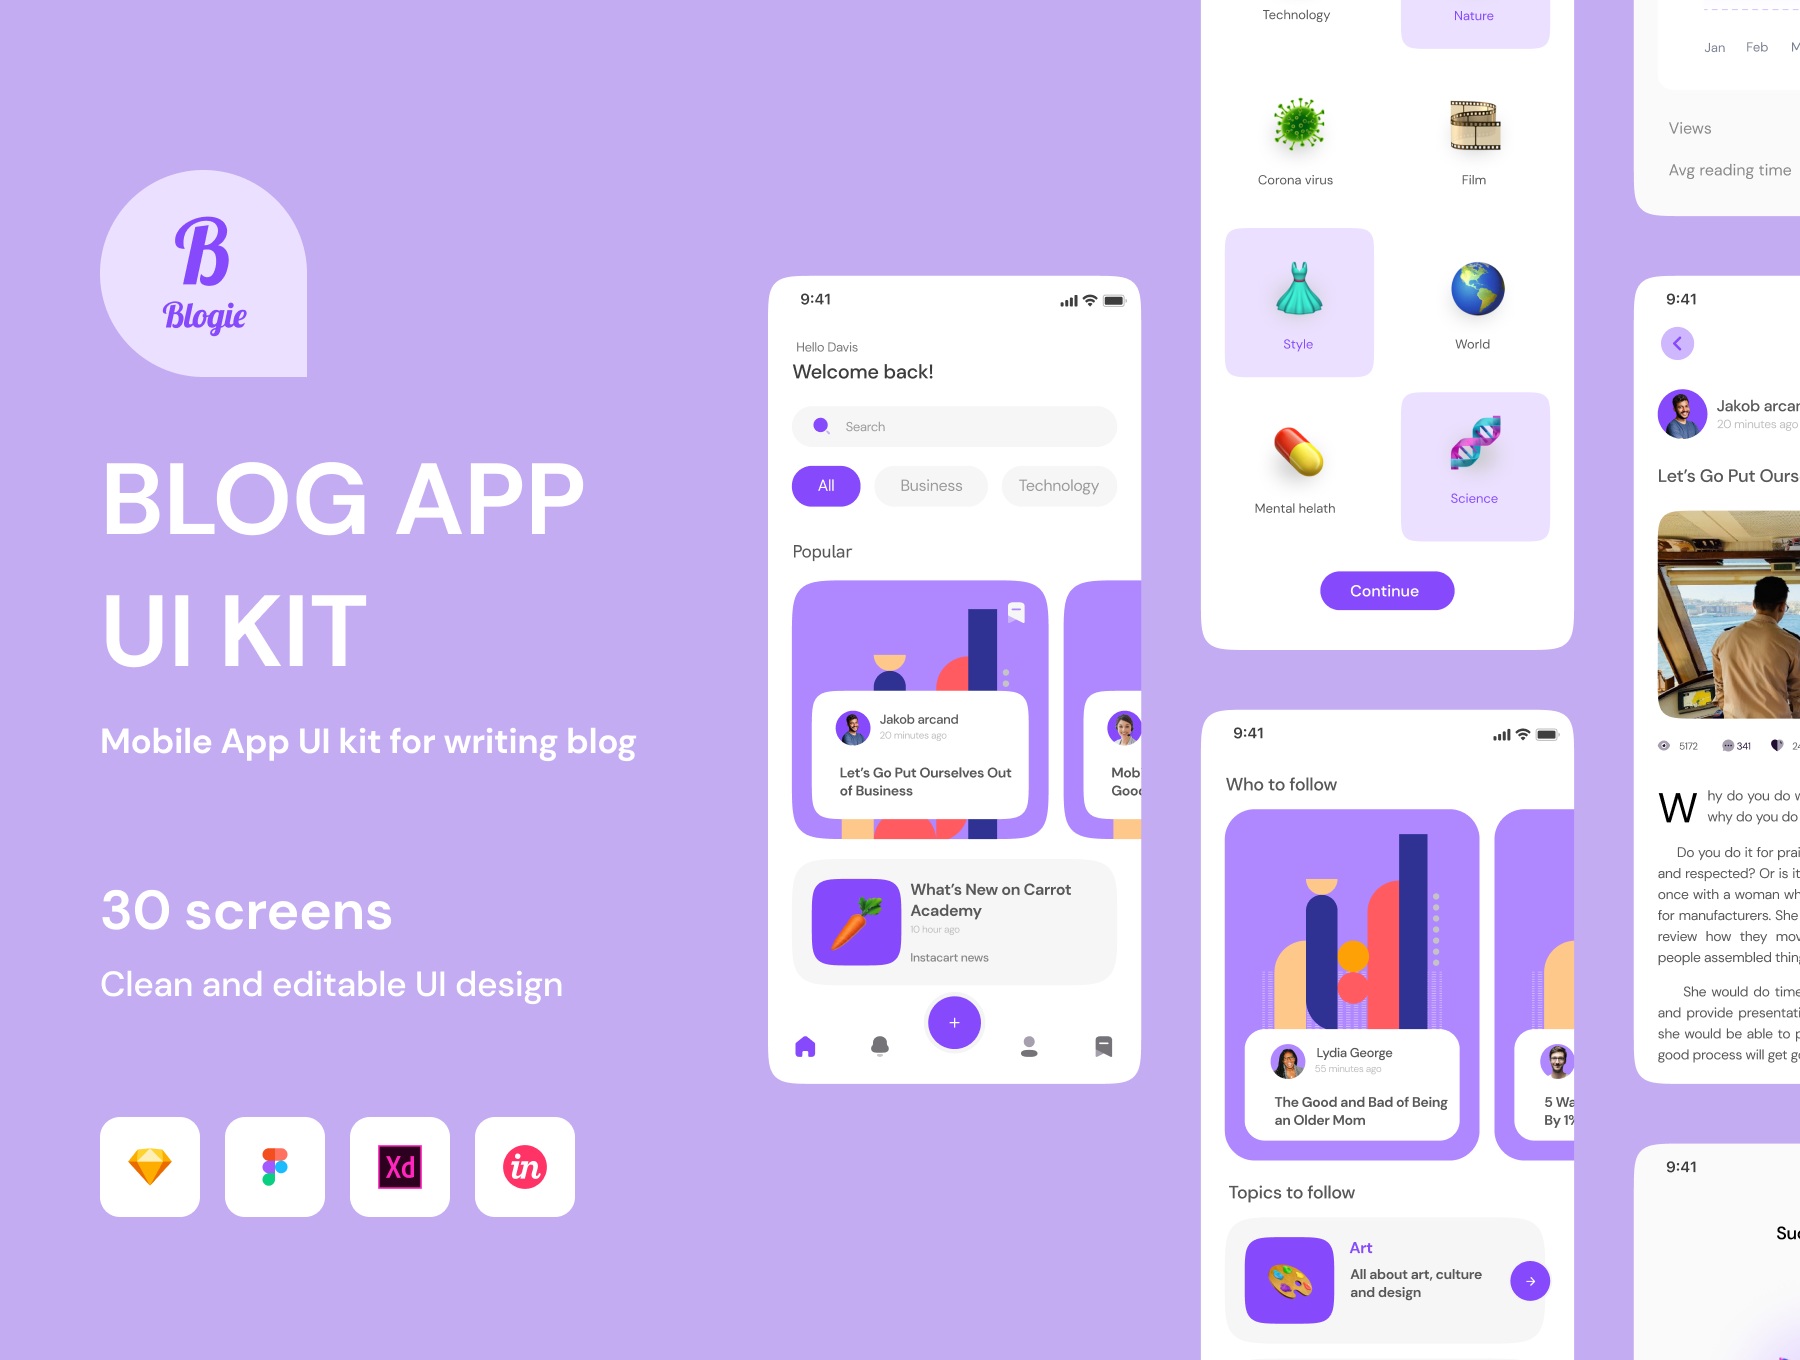 B
Blogie
BLOG APP
UI KIT
Mobile App UI kit for writing blog
30 screens
Clean and editable UI design
Xd
in
9:41
Hello Davis
Welcome back!
Search
All
Business
Technology
Popular
Jakob arcand
20 minutes ago
Let's Go Put Ourselves Out
of Business
Mob
Good
What's New on Carrot
Academy
10 hour ago
Instacart news
Technology
Nature
Corona virus
Film
Style
World
Mental helath
Science
Continue
9:41
Who to follow
Lydia George
55 minutes ago
The Good and Bad of Being
an Older Mom
5 Wa
By 1%
Topics to follow
Art
All about art, culture
and design
Jan
Feb
M
Views
Avg reading time
9:41
Jakob arcan
20 minutes ago
Let's Go Put Ours
5172
341
24
Why do you do w
why do you do
Do you do it for prai
and respected? Or is it
once with a woman wh
for manufacturers. She
review how they mov
people assembled thing
She would do time
and provide presentati
she would be able to p
good process will get go
9:41
Suc